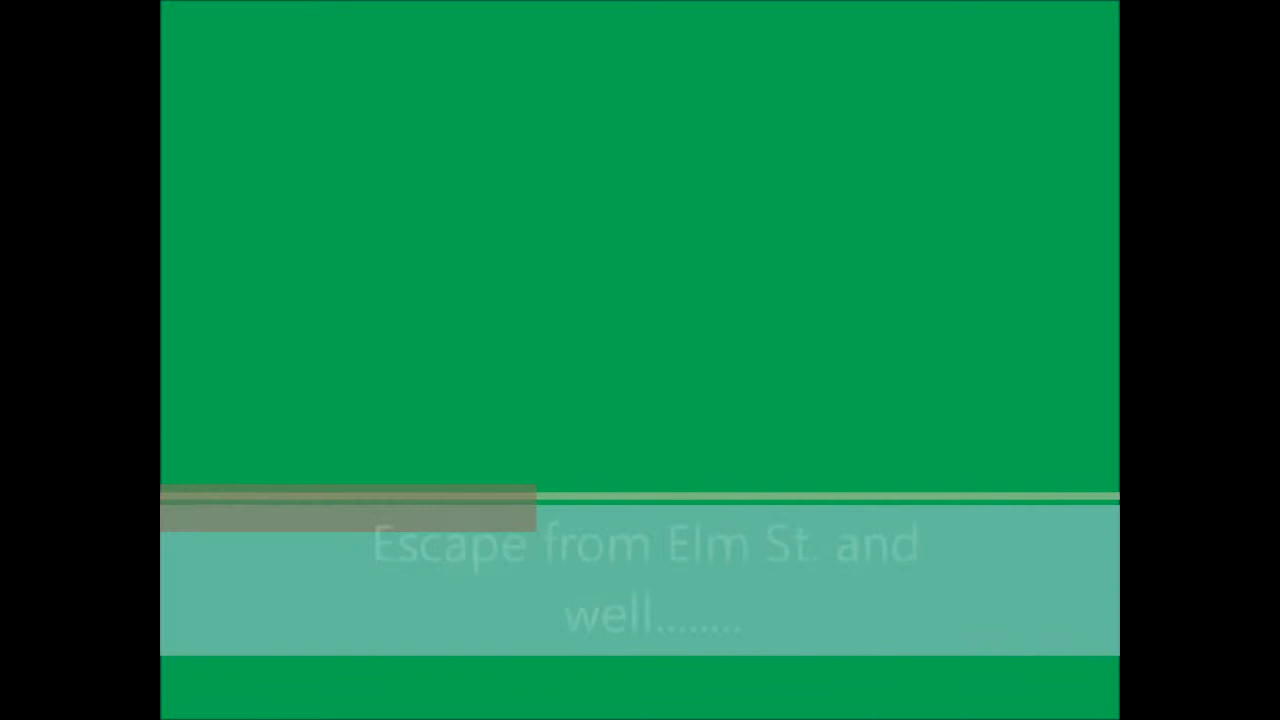 Escape from Elm St. and
well........